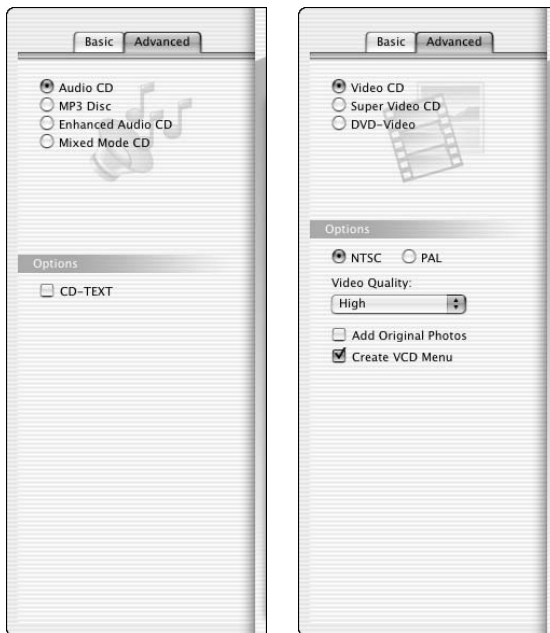 Basic Advanced
Audio CD
MP3 Disc
Enhanced Audio CD
Mixed Mode CD
Options
CD-TEXT
Basic Advanced
Video CD
Super Video CD
DVD-Video
Options
NTSC PAL
Video Quality:
High
Add Original Photos
Create VCD Menu